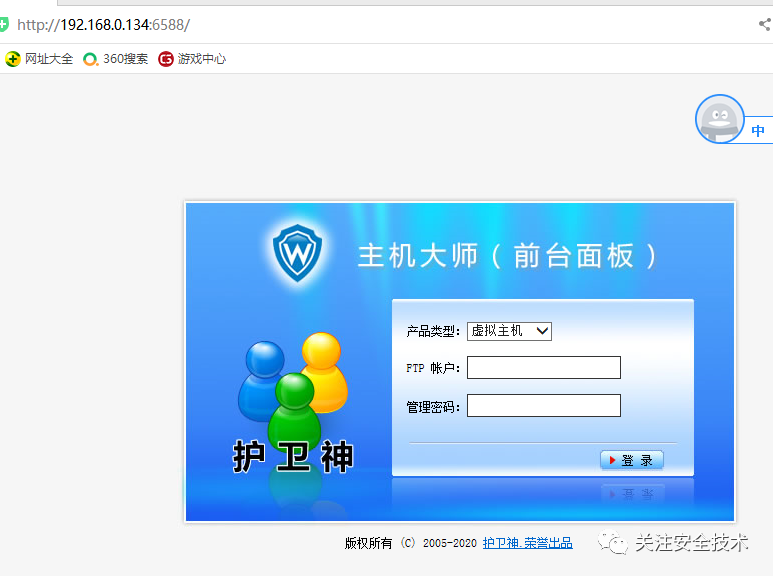 http://192.168.0.134:6588/
网址大全 360搜索 游戏中心
中
W
主机大师（前台面板）
产品类型: 虚拟主机
FTP 帐户:
管理密码:
登 录
护卫神
版权所有 (C) 2005-2020 护卫神.荣誉出品
关注安全技术